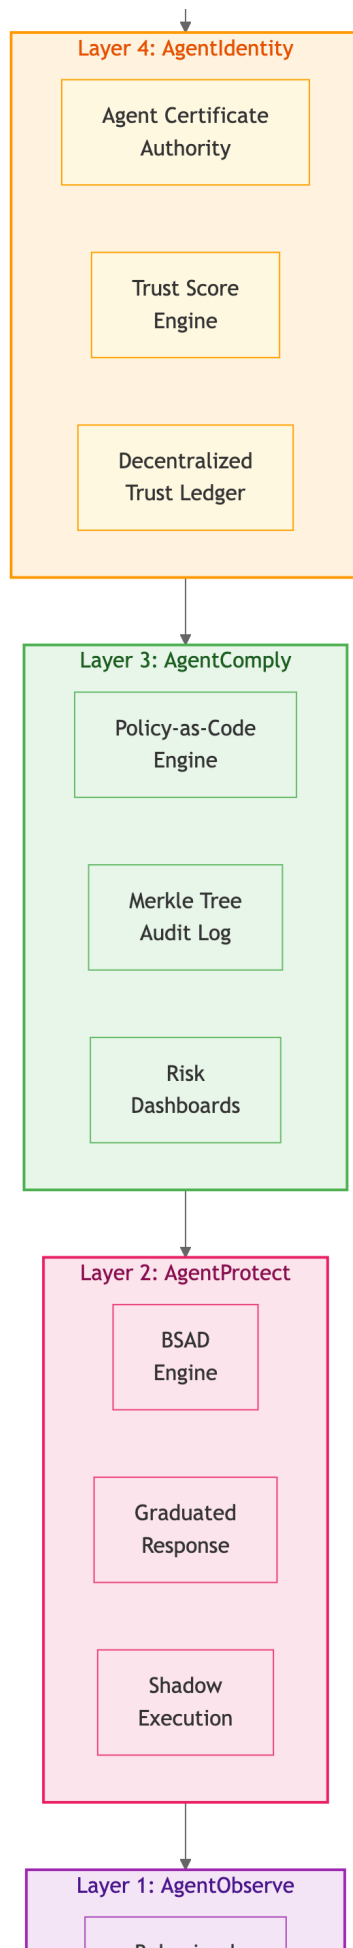 Layer 4: AgentIdentity
Agent Certificate
Authority
Trust Score
Engine
Decentralized
Trust Ledger
Layer 3: AgentComply
Policy-as-Code
Engine
Merkle Tree
Audit Log
Risk
Dashboards
Layer 2: AgentProtect
BSAD
Engine
Graduated
Response
Shadow
Execution
Layer 1: AgentObserve